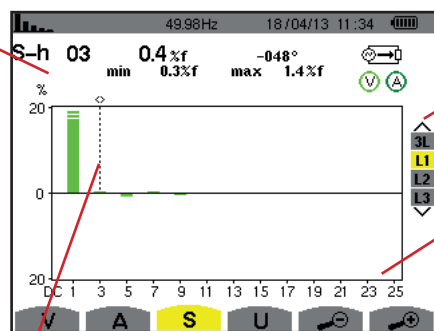 49.98Hz 18/04/13 11:34
S-h 03 0.4%f -048°
min 0.3%f max 1.4%f
V A
%
20
0
20
DC 1 3 5 7 9 11 13 15 17 19 21 23 25
3L
L1
L2
L3
V A S U